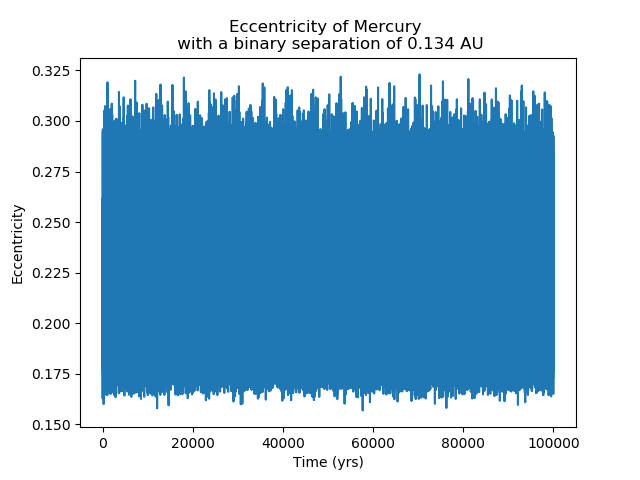 Eccentricity of Mercury
with a binary separation of 0.134 AU
0.325
0.300
0.275
0.250
0.225
0.200
0.175
0.150
Eccentricity
0 20000 40000 60000 80000 100000
Time (yrs)